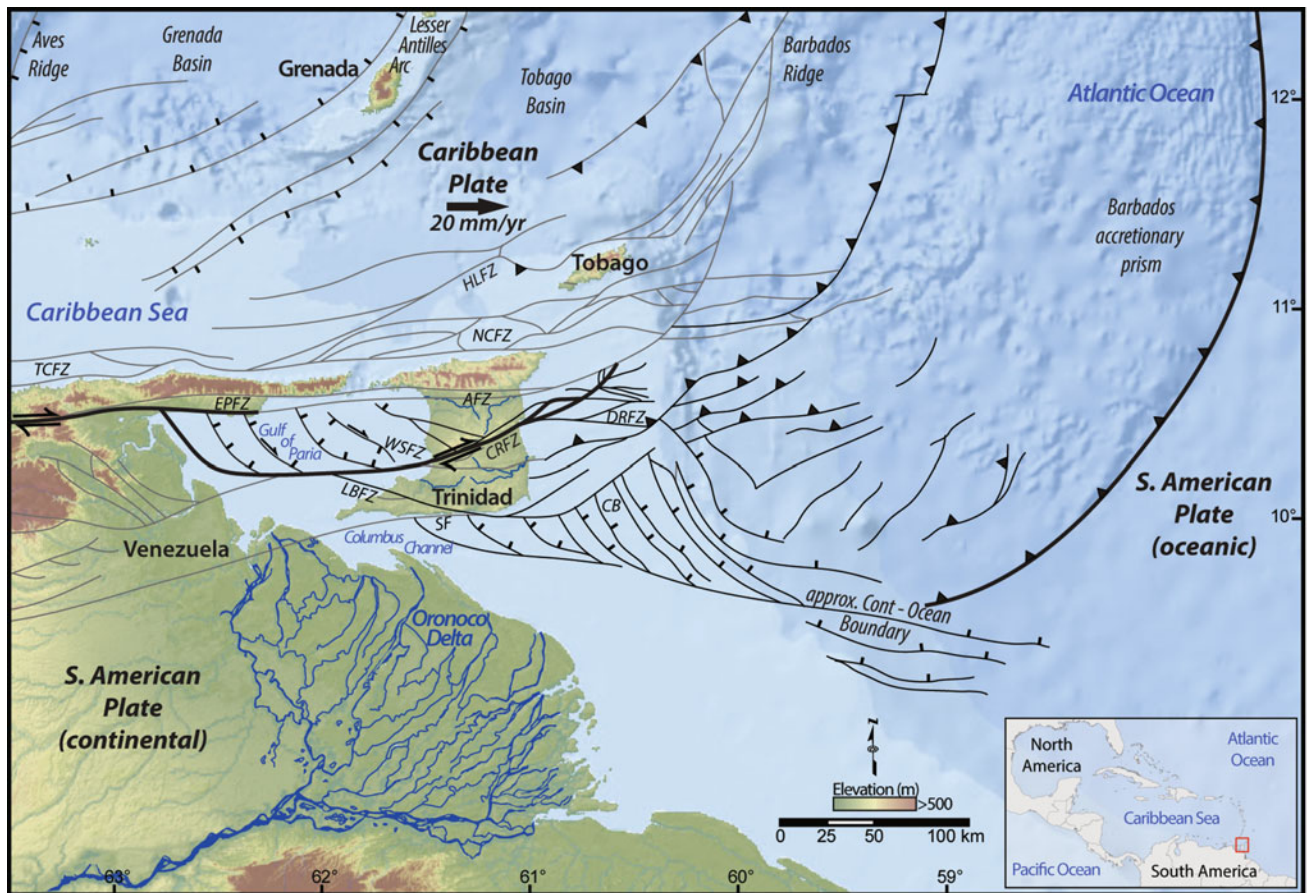 Aves
Ridge
Grenada
Basin
Lesser
Antilles
Arc
Grenada
Tobago
Basin
Barbados
Ridge
Atlantic Ocean
12°
Caribbean
Plate
20 mm/yr
Barbados
accretionary
prism
Tobago
HLFZ
Caribbean Sea
11°
NCFZ
TCFZ
EPFZ
AFZ
DRFZ
Gulf
of
Paria
WSFZ
CRFZ
LBFZ
Trinidad
CB
SF
S. American
Plate
(oceanic)
10°
Venezuela
Columbus
Channel
approx. Cont - Ocean
Boundary
Oronoco
Delta
S. American
Plate
(continental)
N
Elevation (m)
>500
0 25 50 100 km
North
America
Atlantic
Ocean
Caribbean Sea
Pacific Ocean
South America
63°
62°
61°
60°
59°